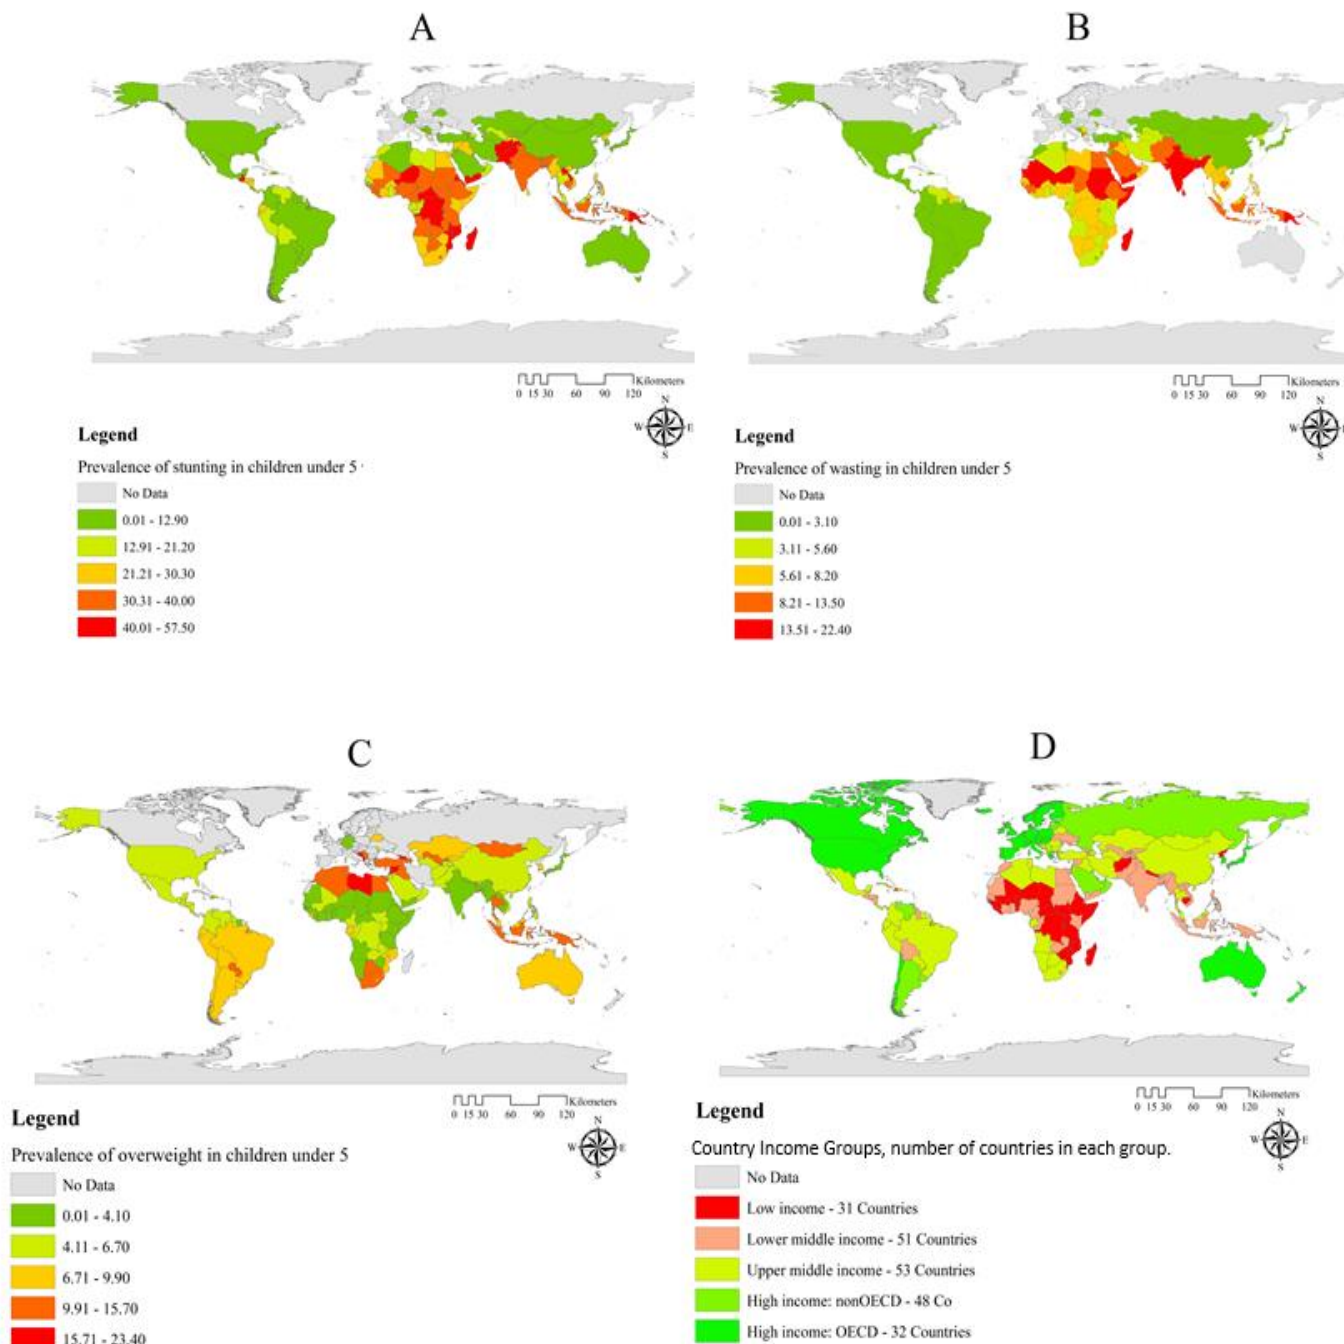 A
B
Kilometers
0 15 30 60 90 120
N
W E
S
Kilometers
0 15 30 60 90 120
N
W
S
Legend
Prevalence of stunting in children under 5
No Data
0.01 - 12.90
12.91 - 21.20
21.21 - 30.30
30.31 - 40.00
40.01 - 57.50
Legend
Prevalence of wasting in children under 5
No Data
0.01 - 3.10
3.11 - 5.60
5.61 - 8.20
8.21 - 13.50
13.51 - 22.40
C
D
Kilometers
0 15 30 60 90 120
N
W E
S
Kilometers
0 15 30 60 90 120
N
W E
S
Legend
Prevalence of overweight in children under 5
No Data
0.01 - 4.10
4.11 - 6.70
6.71 - 9.90
9.91 - 15.70
15.71 - 23.40
Legend
Country Income Groups, number of countries in each group.
No Data
Low income - 31 Countries
Lower middle income - 51 Countries
Upper middle income - 53 Countries
High income: nonOECD - 48 Co
High income: OECD - 32 Countries